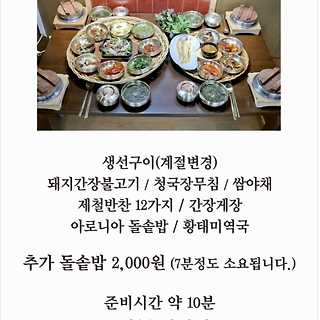 생선구이(계절변경)
돼지간장불고기 / 청국장무침 / 쌈야채
제철반찬 12가지 / 간장게장
아로니아 돌솥밥 / 황태미역국
추가 돌솥밥 2,000원 (7분정도 소요됩니다.)
준비시간 약 10분